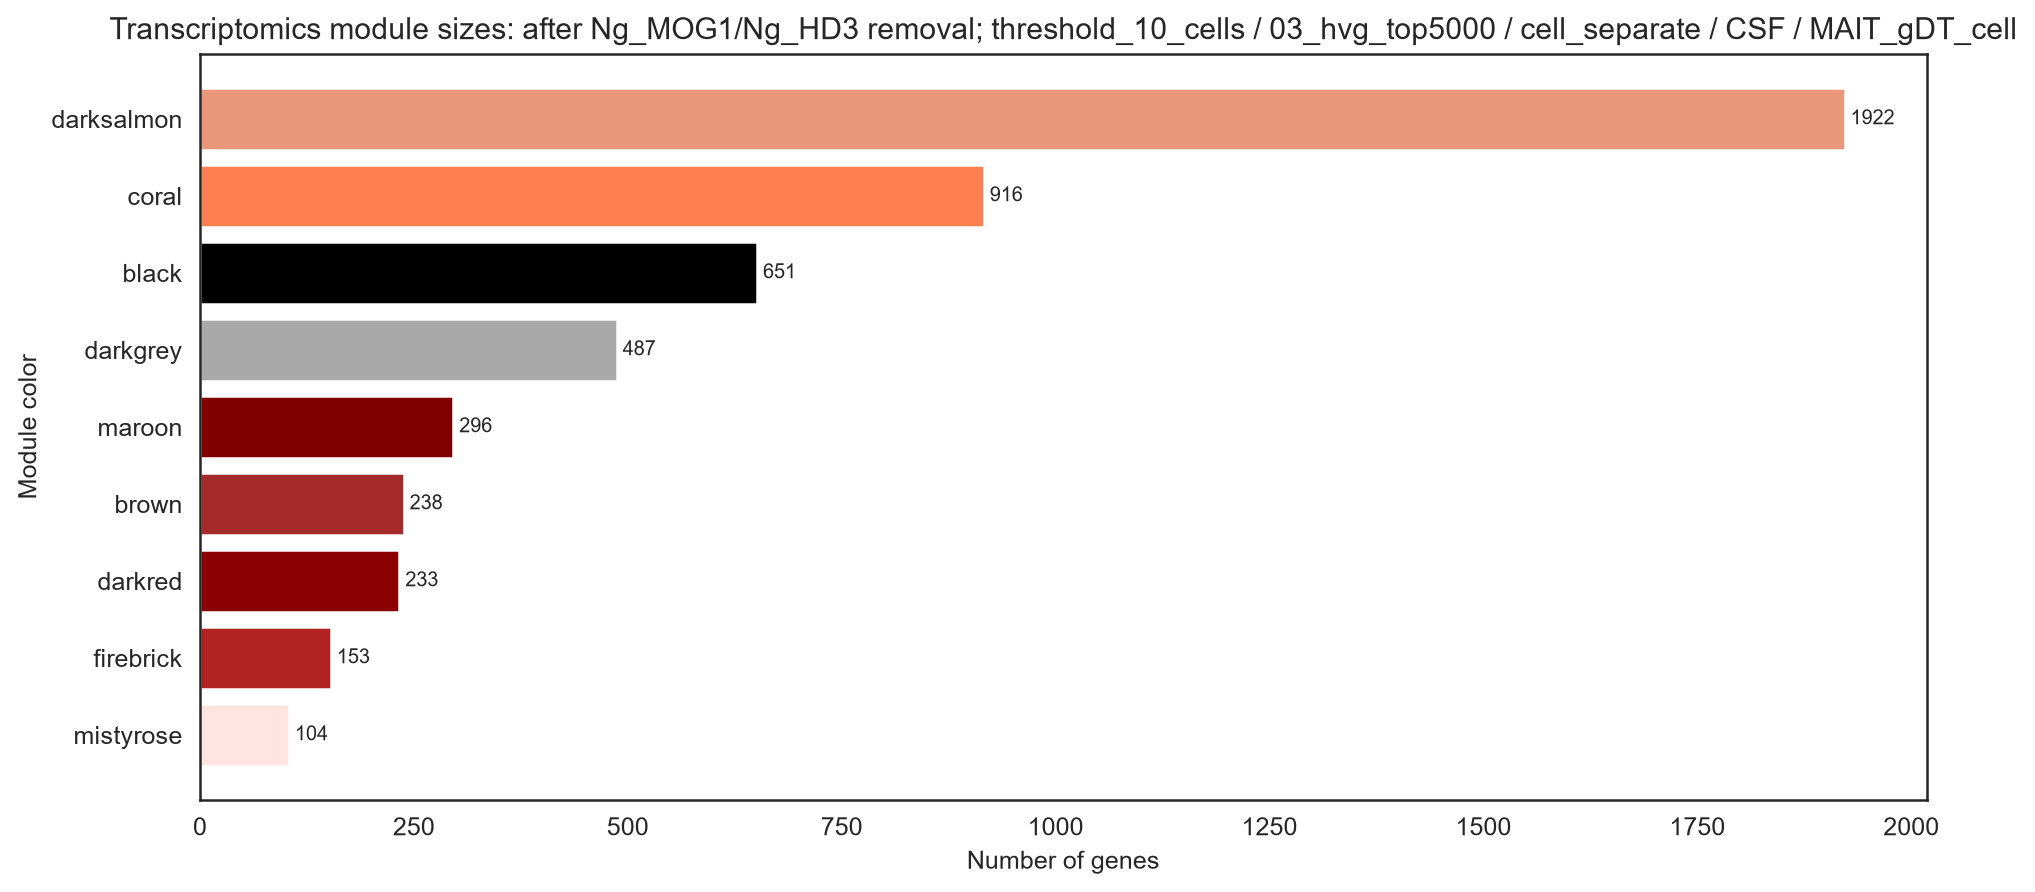 Transcriptomics module sizes: after Ng_MOG1/Ng_HD3 removal; threshold_10_cells / 03_hvg_top5000 / cell_separate / CSF / MAIT_gDT_cell
darksalmon
1922
coral
916
black
651
darkgrey
487
maroon
296
brown
238
darkred
233
firebrick
153
mistyrose
104
Module color
0 250 500 750 1000 1250 1500 1750 2000
Number of genes